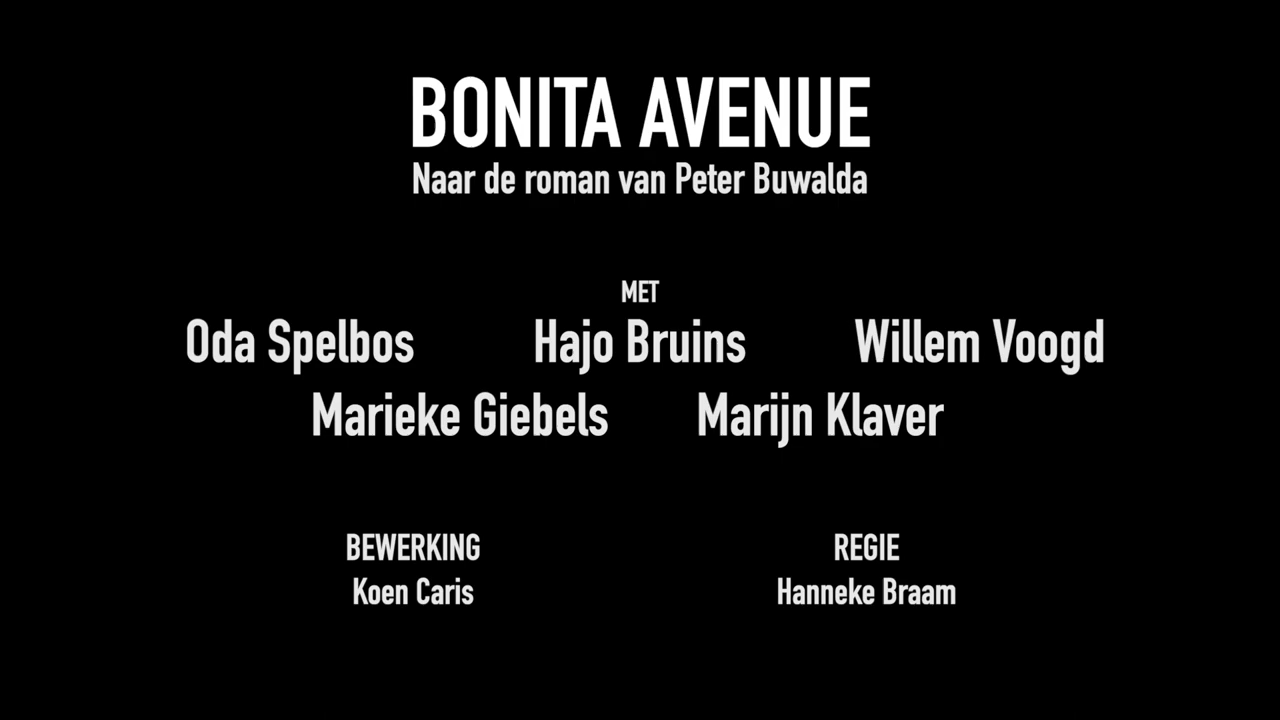 BONITA AVENUE
Naar de roman van Peter Buwalda
MET
Oda Spelbos Hajo Bruins Willem Voogd
Marieke Giebels Marijn Klaver
BEWERKING REGIE
Koen Caris Hanneke Braam